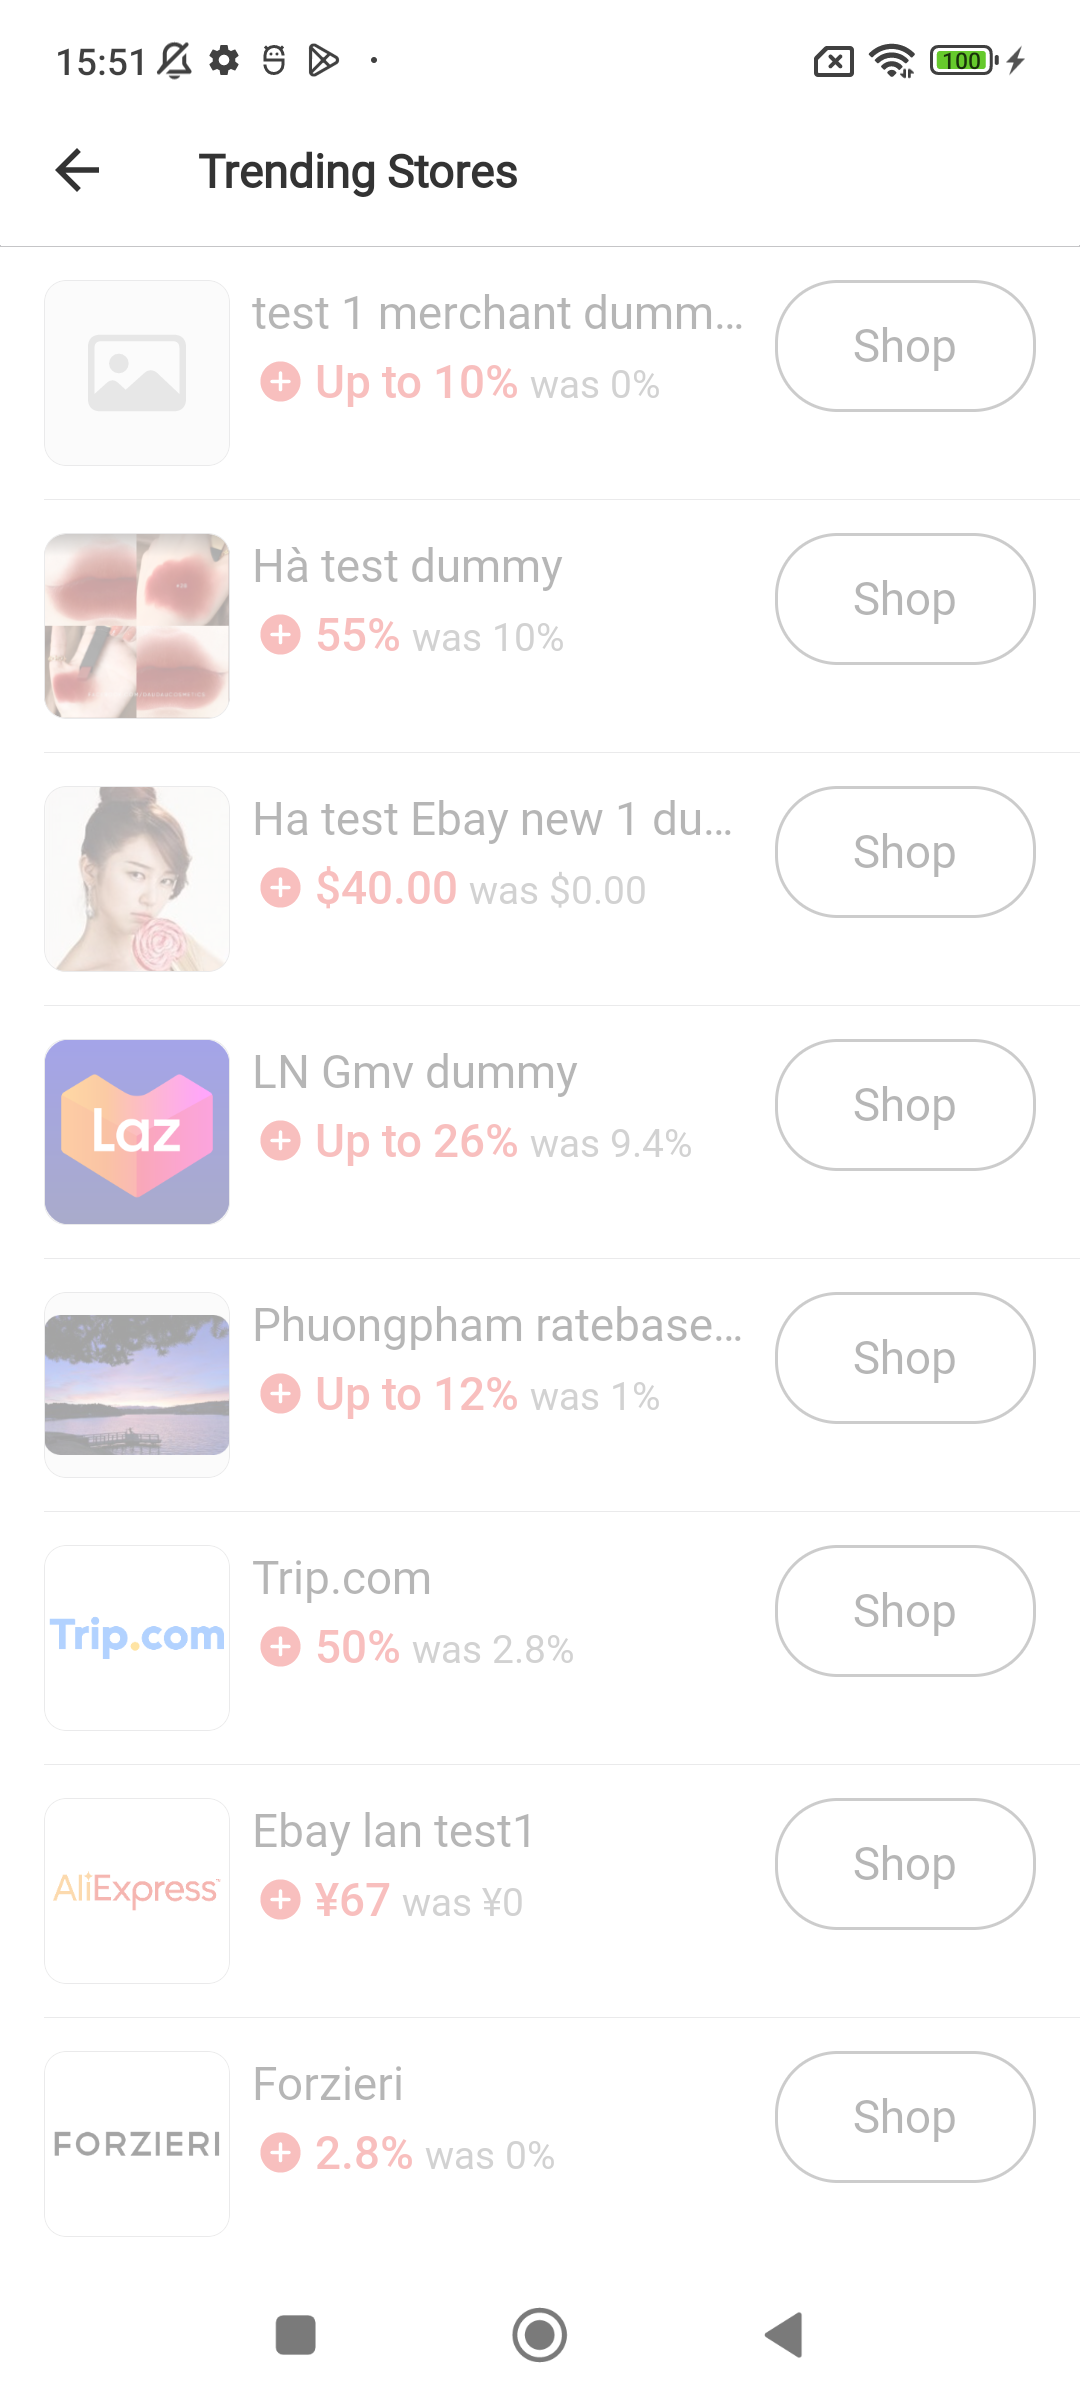 15:51
100
Trending Stores
test 1 merchant dumm...
Shop
Up to 10% was 0%
Hà test dummy
Shop
55% was 10%
Ha test Ebay new 1 du...
Shop
$40.00 was $0.00
Laz
LN Gmv dummy
Shop
Up to 26% was 9.4%
Phuongpham ratebase...
Shop
Up to 12% was 1%
Trip.com
Trip.com
Shop
50% was 2.8%
AliExpress
Ebay lan test1
Shop
¥67 was ¥0
FORZIERI
Forzieri
Shop
2.8% was 0%